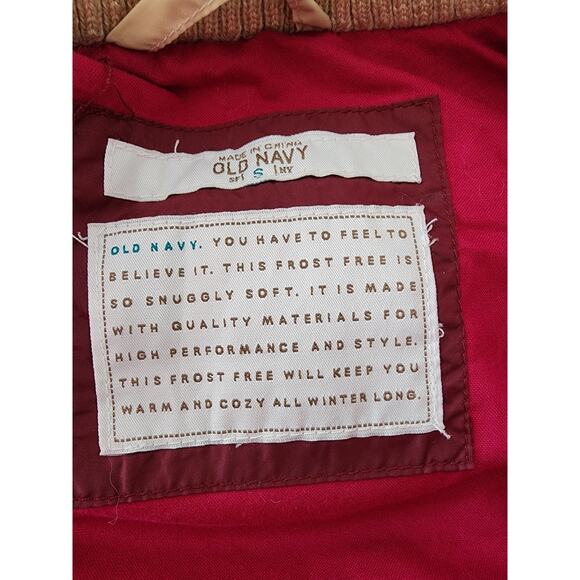 MADE IN CHINA
OLD NAVY
SF S NY
OLD NAVY. YOU HAVE TO FEEL TO
BELIEVE IT. THIS FROST FREE IS
SO SNUGGLY SOFT. IT IS MADE
WITH QUALITY MATERIALS FOR
HIGH PERFORMANCE AND STYLE.
THIS FROST FREE WILL KEEP YOU
WARM AND COZY ALL WINTER LONG.